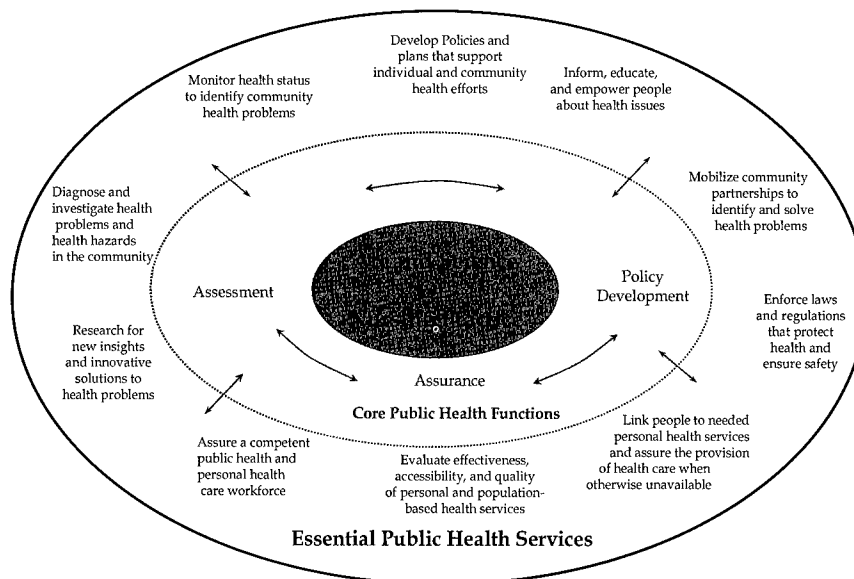 Develop Policies and
plans that support
individual and community
health efforts
Monitor health status
to identify community
health problems
Inform, educate,
and empower people
about health issues
Diagnose and
investigate health
problems and
health hazards
in the community
Mobilize community
partnerships to
identify and solve
health problems
Assessment
Policy
Development
Enforce laws
and regulations
that protect
health and
ensure safety
Research for
new insights
and innovative
solutions to
health problems
Assurance
Core Public Health Functions
Link people to needed
personal health services
and assure the provision
of health care when
otherwise unavailable
Assure a competent
public health and
personal health
care workforce
Evaluate effectiveness,
accessibility, and quality
of personal and population-
based health services
Essential Public Health Services